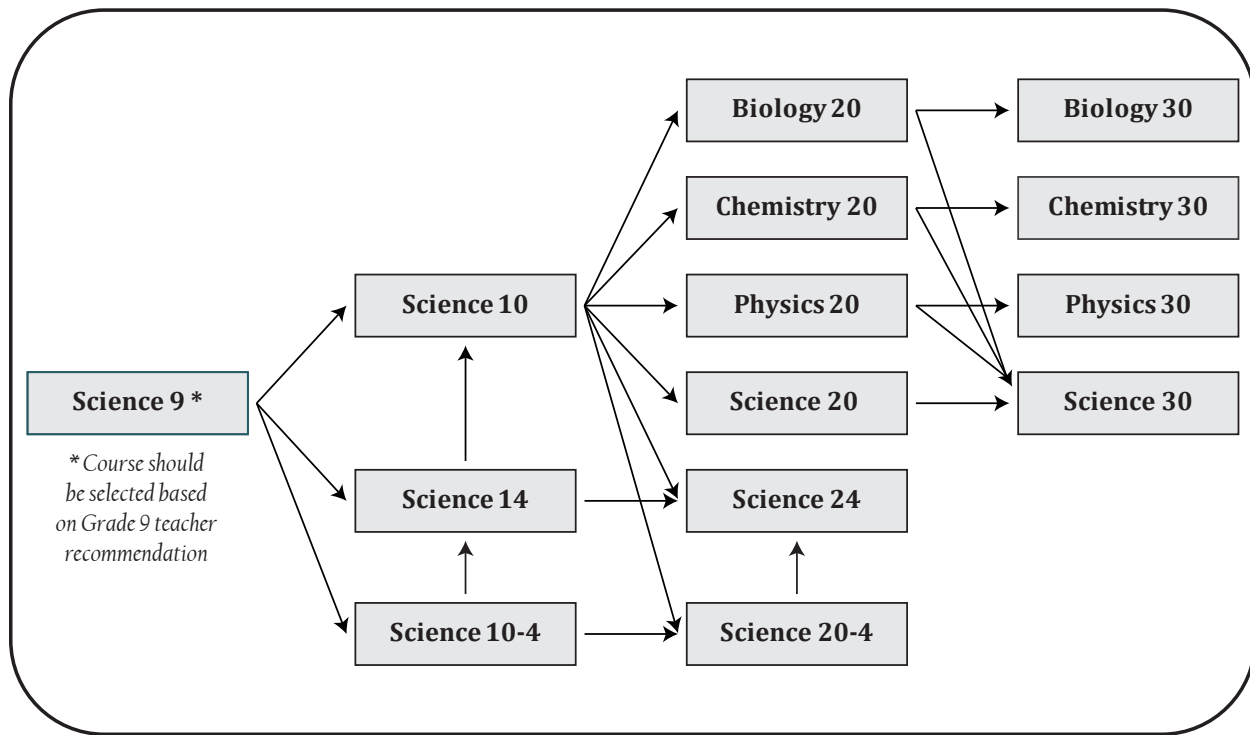 Biology 20
Biology 30
Chemistry 20
Chemistry 30
Science 10
Physics 20
Physics 30
Science 9 *
Science 20
Science 30
* Course should
be selected based
on Grade 9 teacher
recommendation
Science 14
Science 24
Science 10-4
Science 20-4